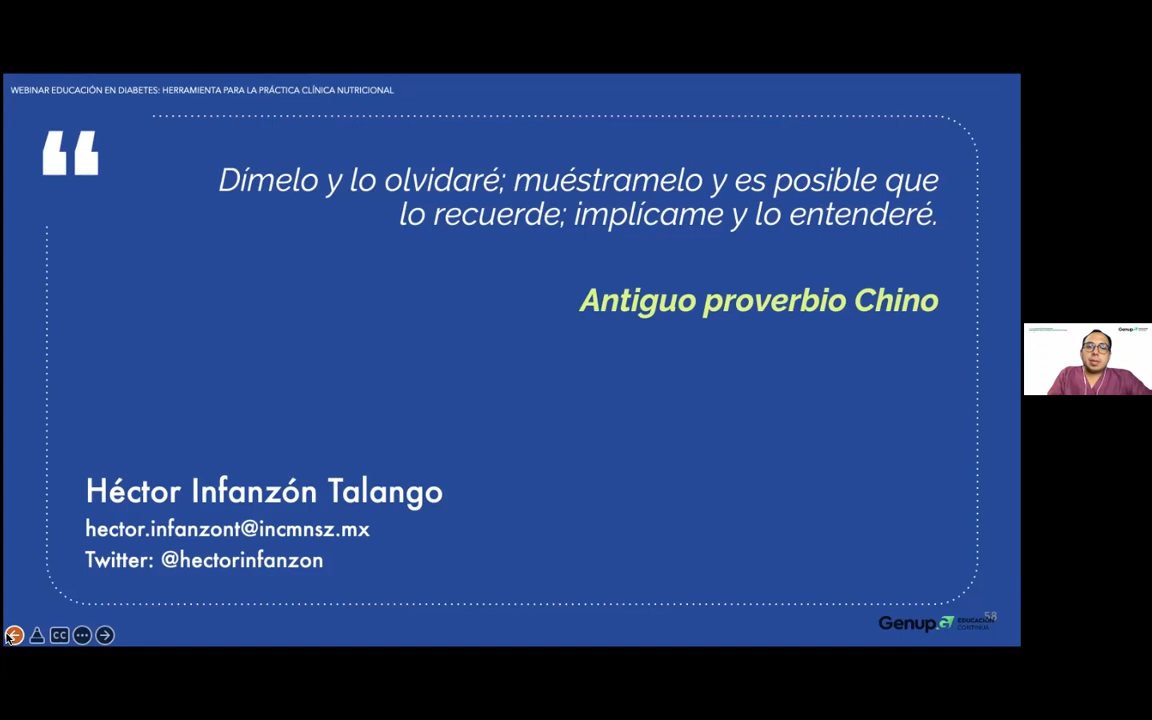 WEBINAR EDUCACIÓN EN DIABETES: HERRAMIENTA PARA LA PRÁCTICA CLÍNICA NUTRICIONAL
Dímelo y lo olvidaré; muéstramelo y es posible que
lo recuerde; implícame y lo entenderé.
Antiguo proverbio Chino
Héctor Infanzón Talango
hector.infanzont@incmnsz.mx
Twitter: @hectorinfanzon
58
Genup
EDUCACIÓN
CONTINUA
CC
Genup